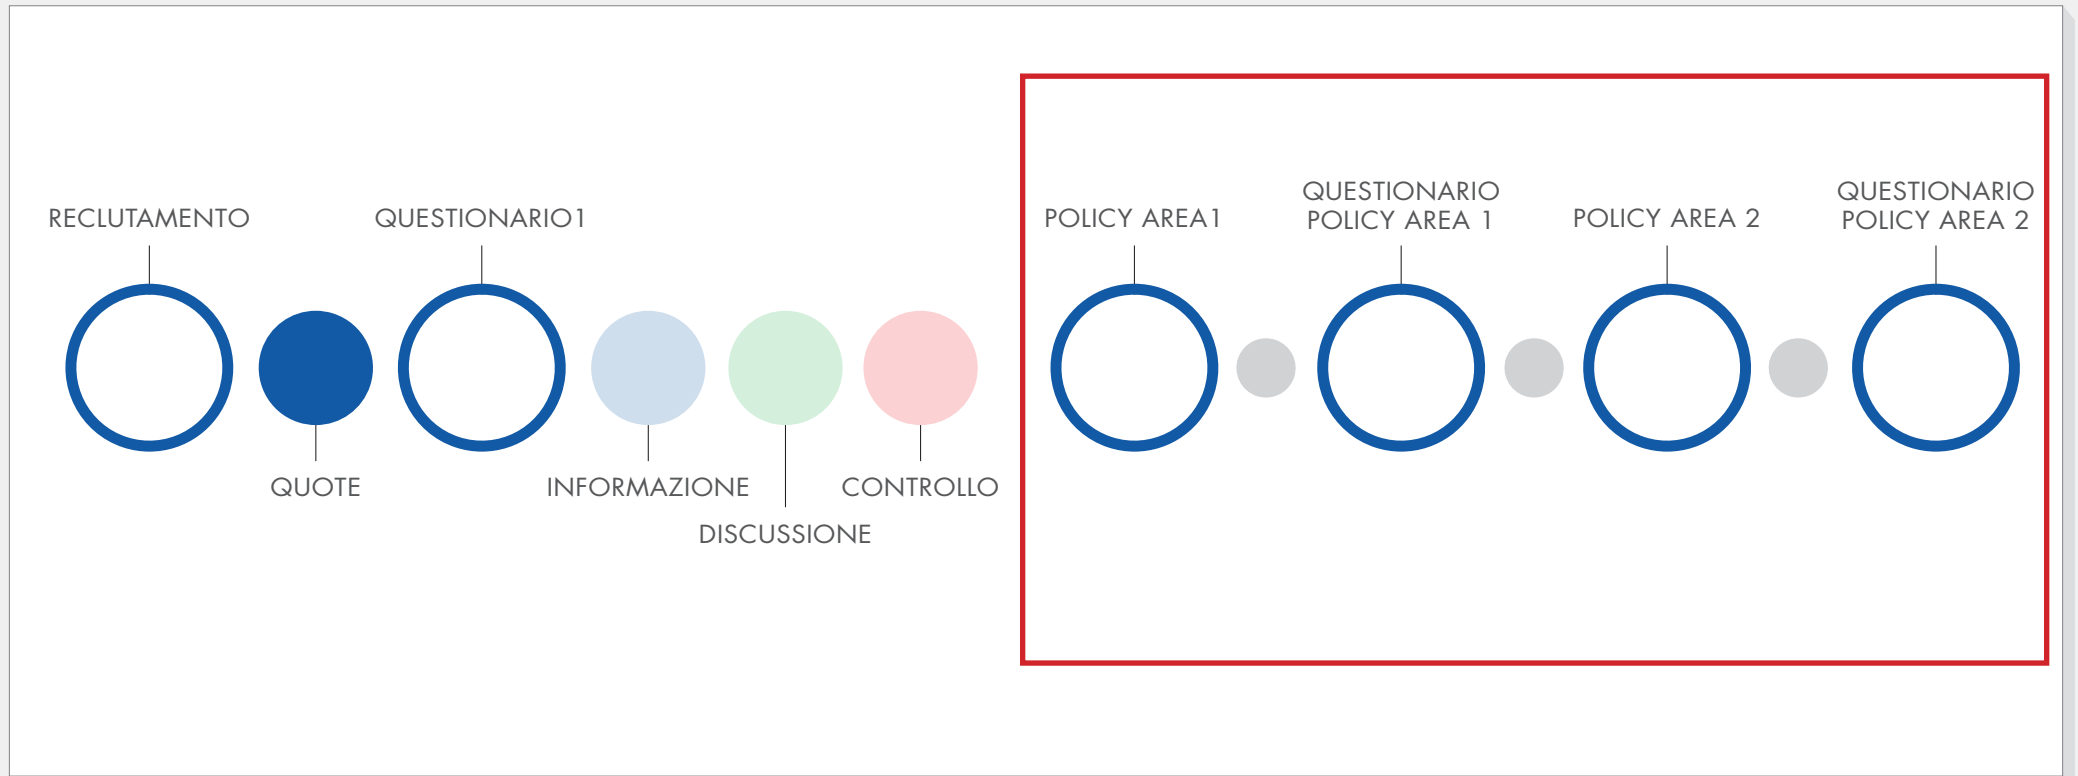 RECLUTAMENTO
QUOTE
QUESTIONARIO1
INFORMAZIONE
DISCUSSIONE
CONTROLLO
POLICY AREA1
QUESTIONARIO
POLICY AREA 1
POLICY AREA 2
QUESTIONARIO
POLICY AREA 2